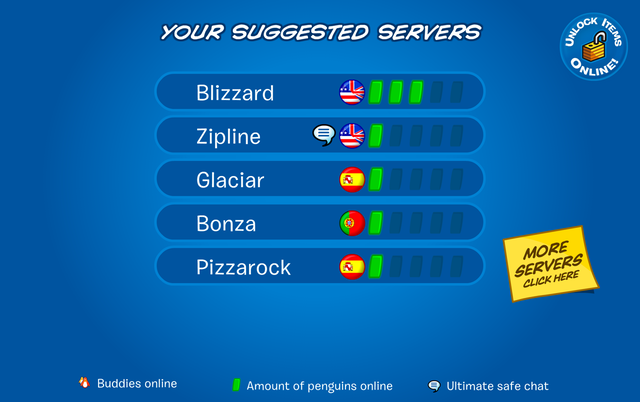 YOUR SUGGESTED SERVERS
UNLOCK ITEMS
ONLINE!
Blizzard
Zipline
Glaciar
Bonza
Pizzarock
MORE
SERVERS
CLICK HERE
Buddies online
Amount of penguins online
Ultimate safe chat